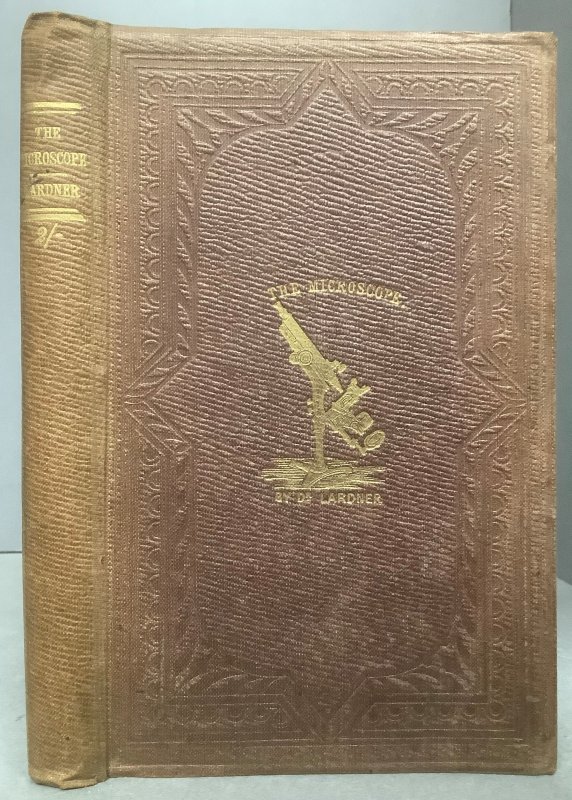 THE
MICROSCOPE
LARDNER
2/-
THE MICROSCOPE.
BY DR LARDNER